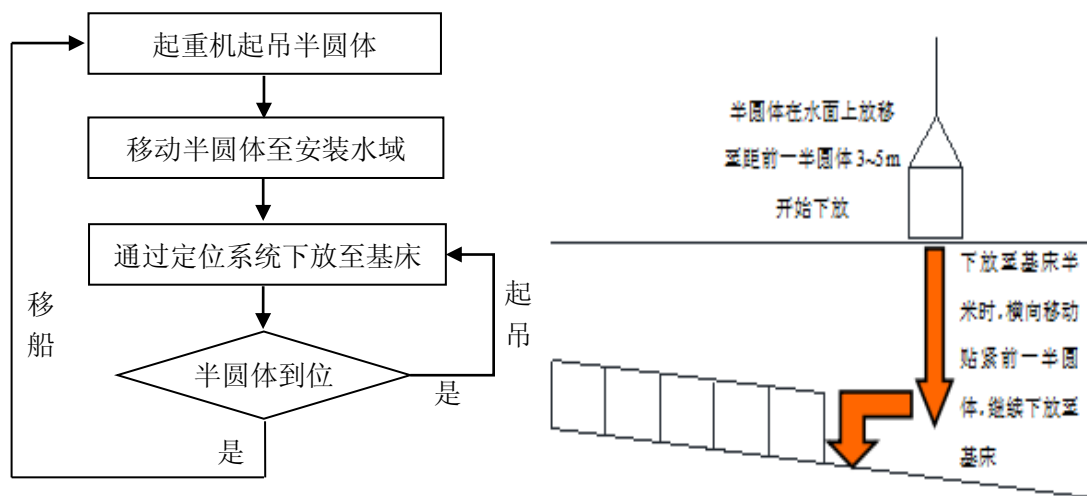 起重机起吊半圆体
移动半圆体至安装水域
通过定位系统下放至基床
半圆体到位
是
是
起
吊
移
船
半圆体在水面上放移
至距前一半圆体 3~5m
开始下放
下放至基床半
米时,横向移动
贴紧前一半圆
体,继续下放至
基床